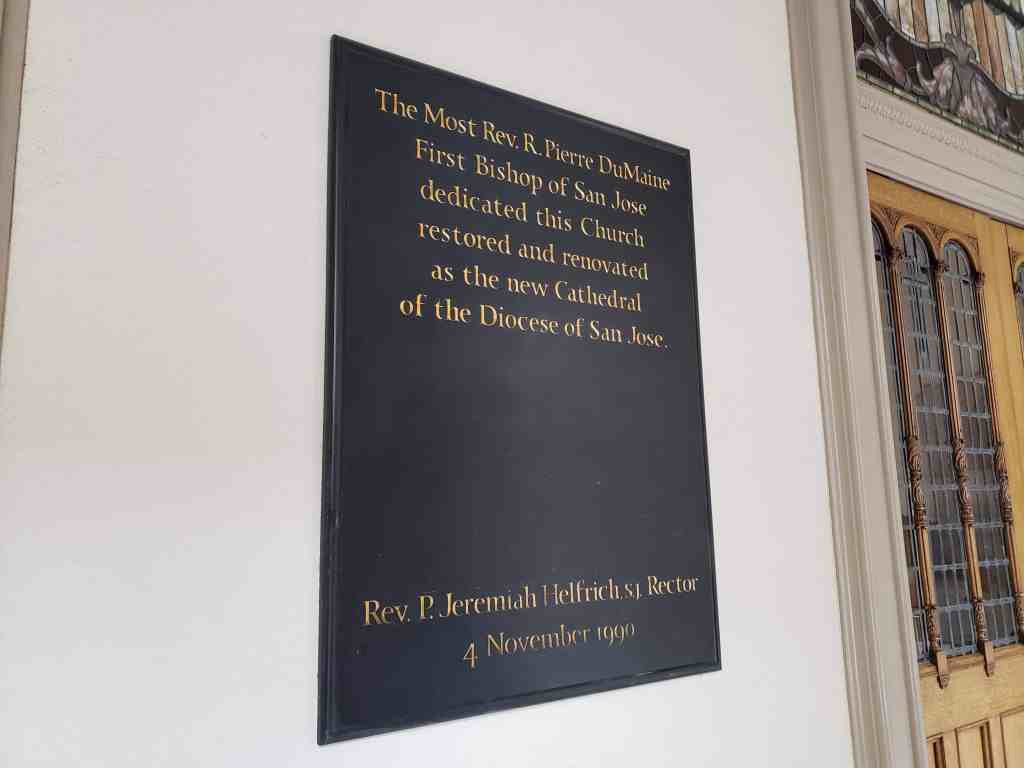 The Most Rev. R. Pierre DuMaine
First Bishop of San Jose
dedicated this Church
restored and renovated
as the new Cathedral
of the Diocese of San Jose.
Rev. P. Jeremiah Helfrich, S.J. Rector
4 November 1990